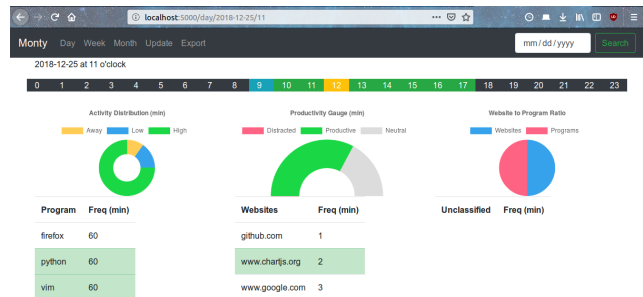 localhost:5000/day/2018-12-25/11
Monty Day Week Month Update Export mm/dd/yyyy Search
2018-12-25 at 11 o'clock
0 1 2 3 4 5 6 7 8 9 10 11 12 13 14 15 16 17 18 19 20 21 22 23
Activity Distribution (min) Productivity Gauge (min) Website to Program Ratio
Away Low High Distracted Productive Neutral Websites Programs
Program Freq (min) Websites Freq (min) Unclassified Freq (min)
firefox 60 github.com 1
python 60 www.chartjs.org 2
vim 60 www.google.com 3